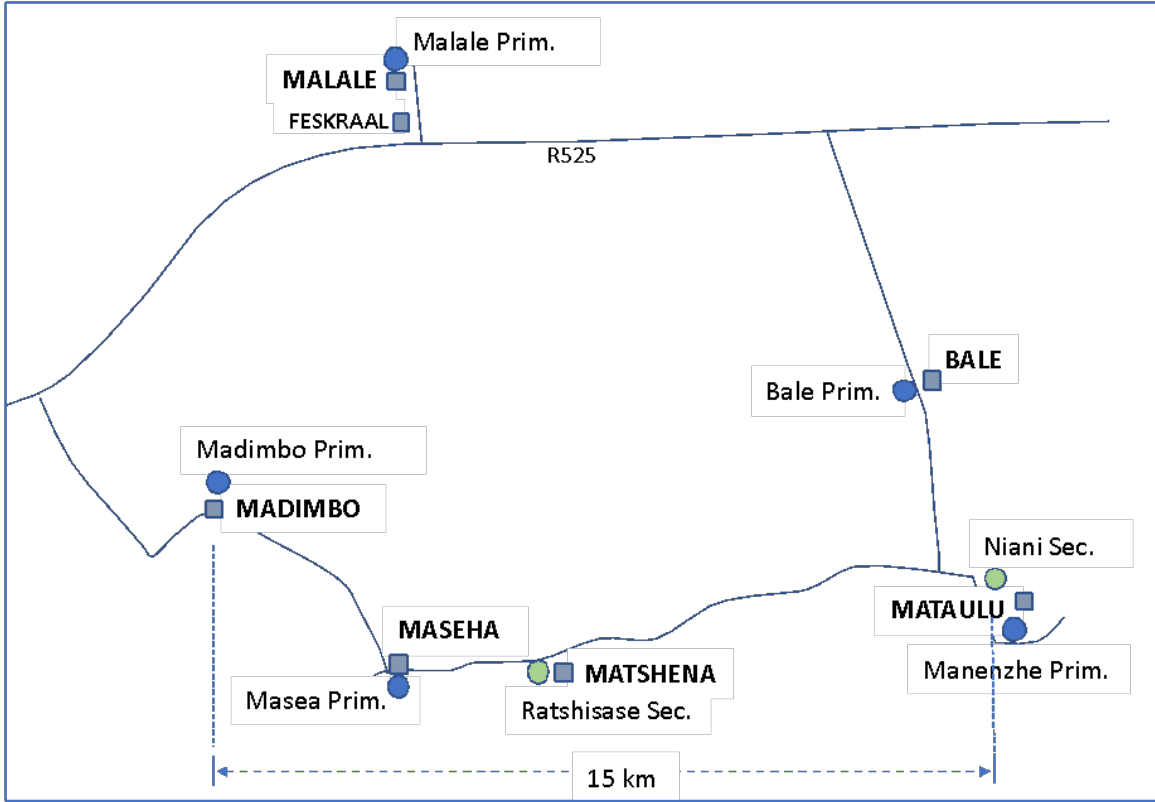 Malale Prim.
MALALE
FESKRAAL
R525
BALE
Bale Prim.
Madimbo Prim.
MADIMBO
Niani Sec.
MATAULU
MASEHA
MATSHENA
Manenzhe Prim.
Masea Prim.
Ratshisase Sec.
15 km